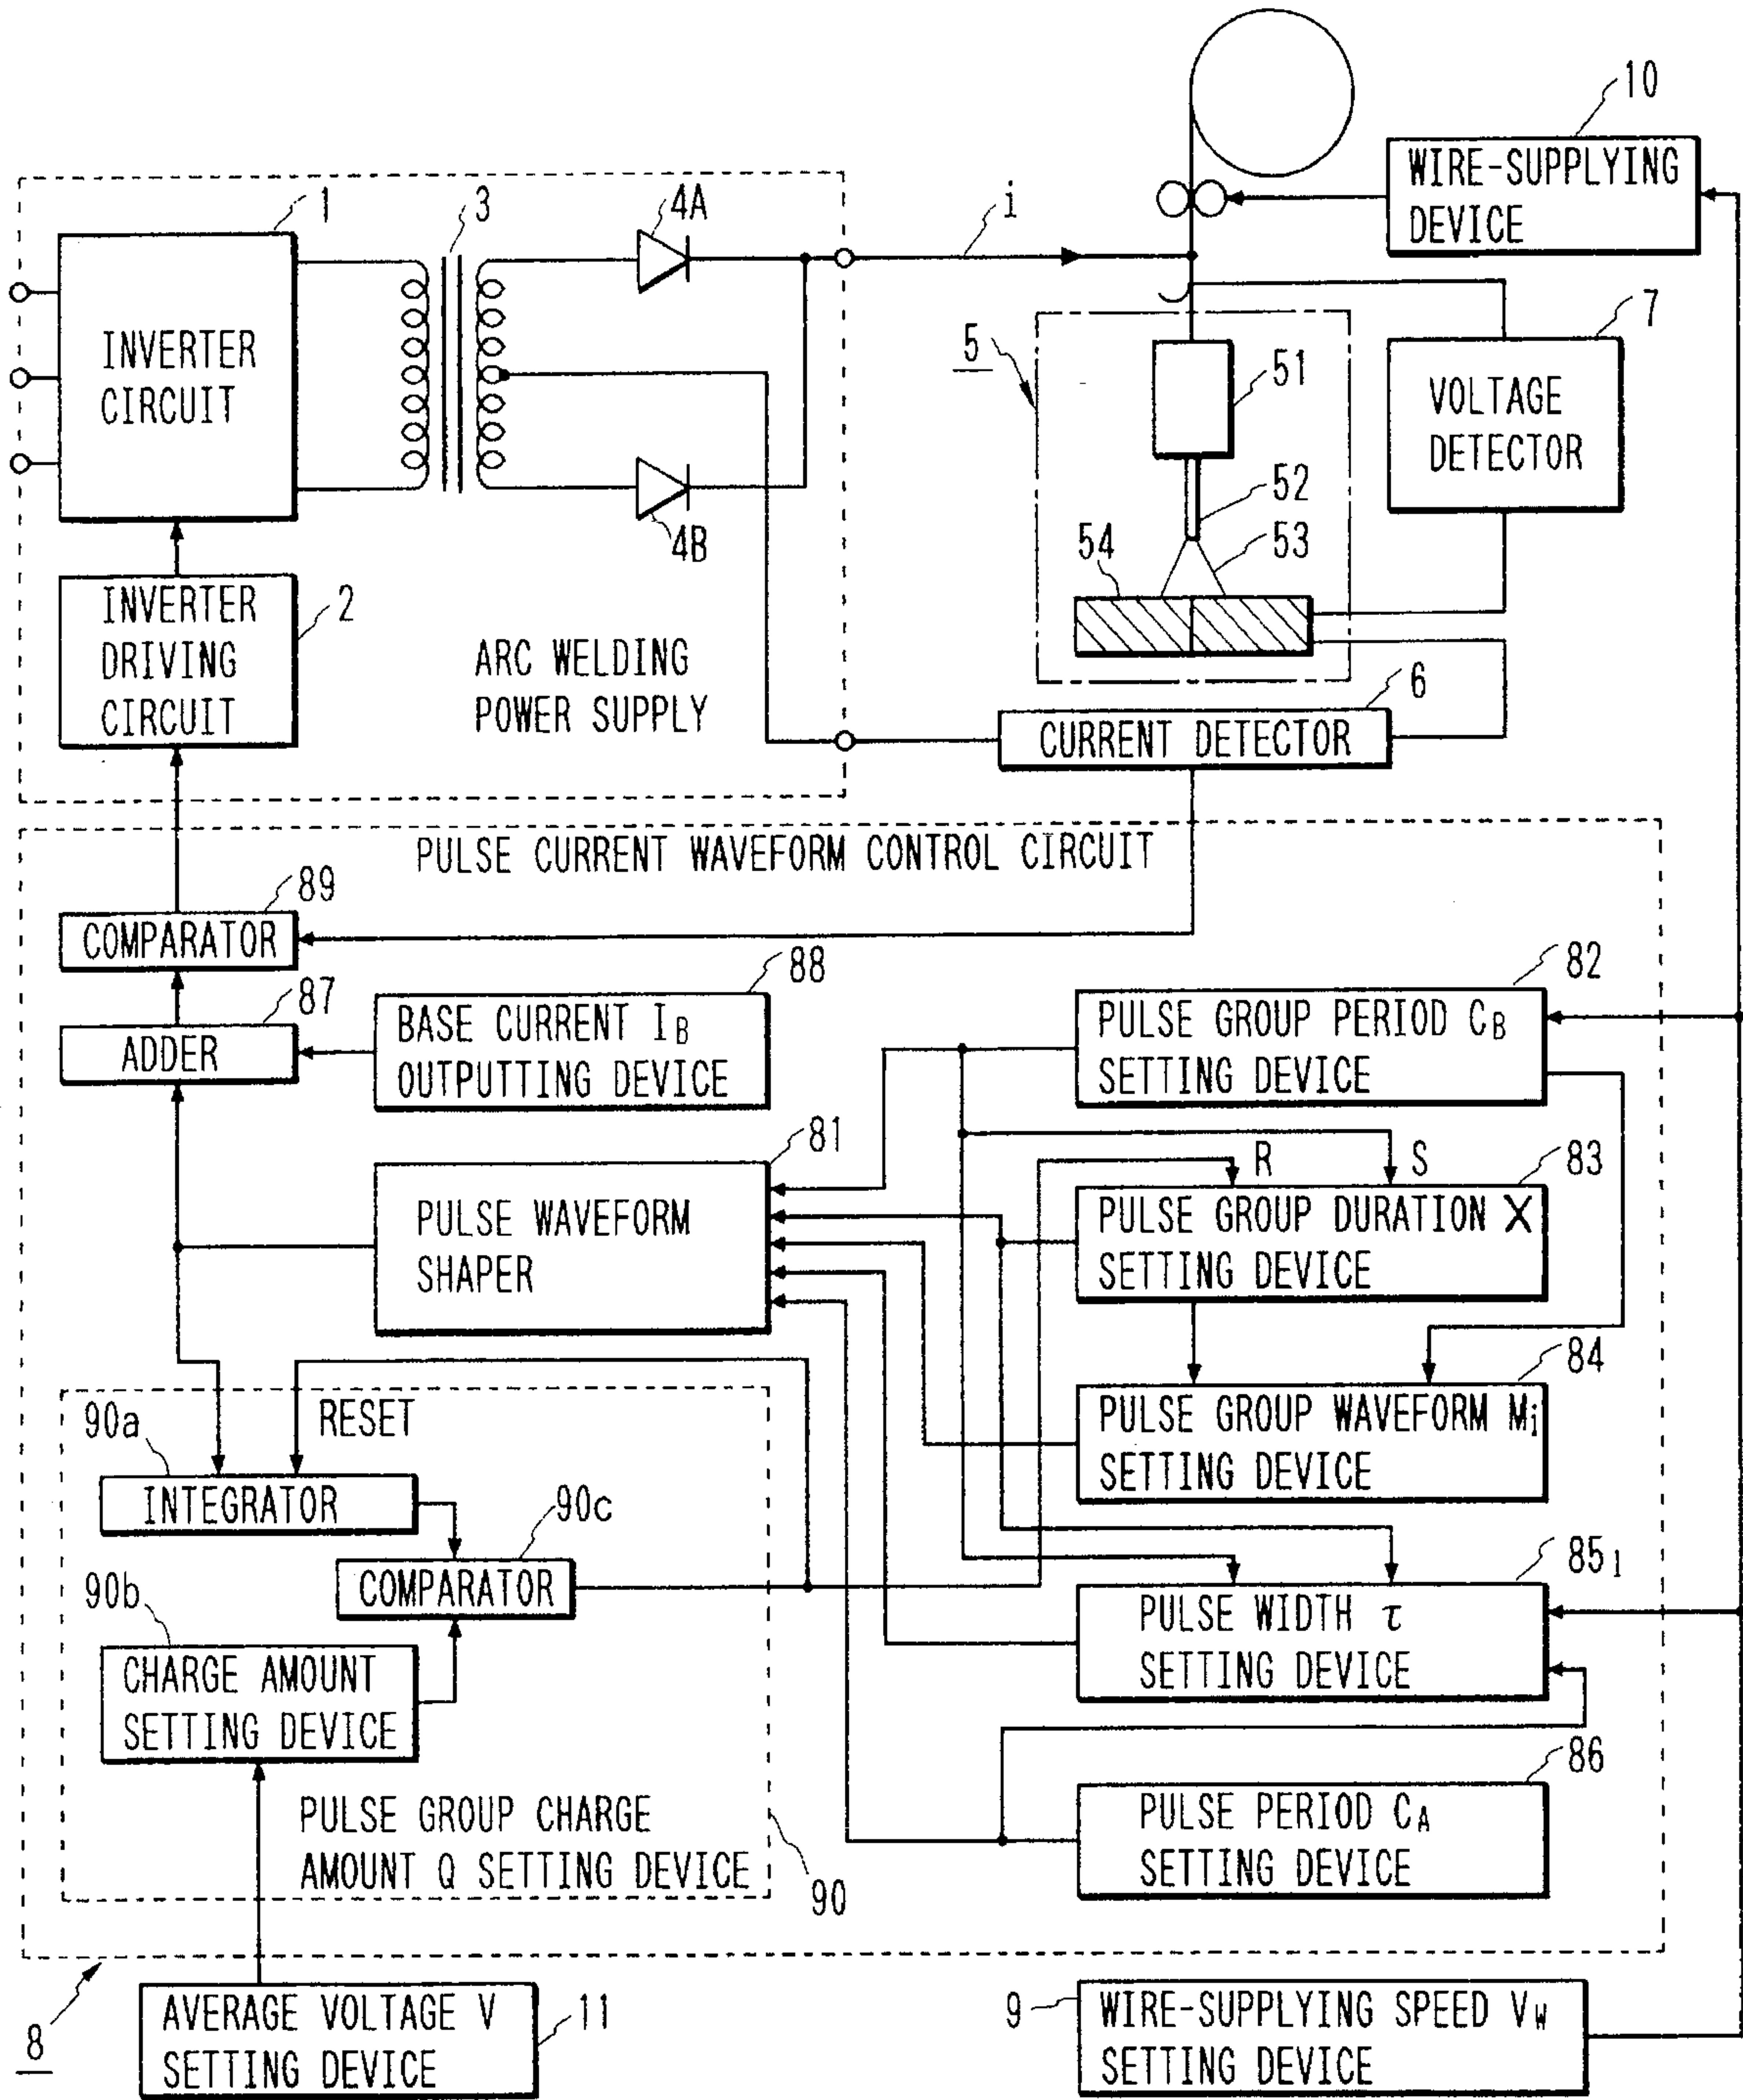 10
WIRE-SUPPLYING
DEVICE
1
3
4A
i
INVERTER
CIRCUIT
7
VOLTAGE
DETECTOR
5
51
52
53
54
4B
INVERTER
DRIVING
CIRCUIT
2
ARC WELDING
POWER SUPPLY
6
CURRENT DETECTOR
PULSE CURRENT WAVEFORM CONTROL CIRCUIT
89
COMPARATOR
87
ADDER
88
BASE CURRENT IB
OUTPUTTING DEVICE
82
PULSE GROUP PERIOD CB
SETTING DEVICE
81
PULSE WAVEFORM
SHAPER
R
S
83
PULSE GROUP DURATION X
SETTING DEVICE
84
PULSE GROUP WAVEFORM Mi
SETTING DEVICE
90a
RESET
INTEGRATOR
90c
COMPARATOR
90b
CHARGE AMOUNT
SETTING DEVICE
851
PULSE WIDTH τ
SETTING DEVICE
86
PULSE PERIOD CA
SETTING DEVICE
PULSE GROUP CHARGE
AMOUNT Q SETTING DEVICE
90
8
AVERAGE VOLTAGE V
SETTING DEVICE
11
9
WIRE-SUPPLYING SPEED VW
SETTING DEVICE